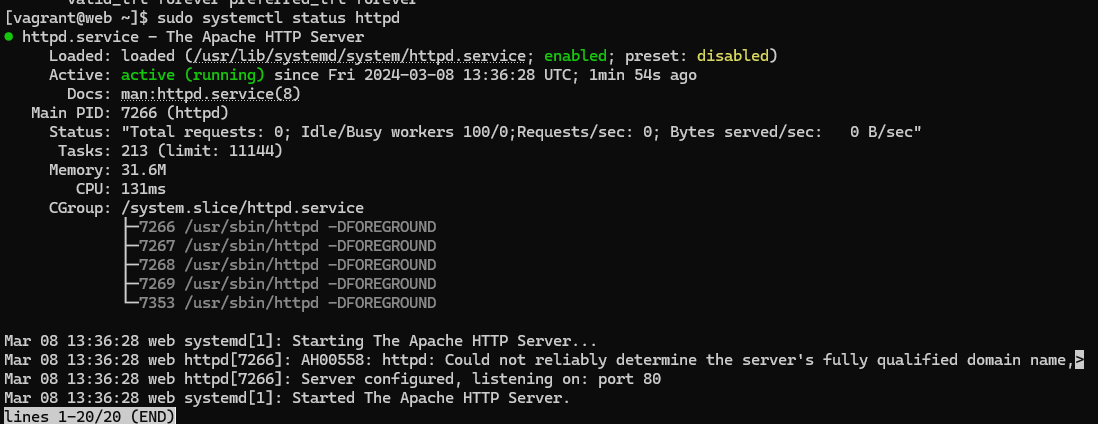 valid_lft forever preferred_lft forever
[vagrant@web ~]$ sudo systemctl status httpd
● httpd.service - The Apache HTTP Server
     Loaded: loaded (/usr/lib/systemd/system/httpd.service; enabled; preset: disabled)
     Active: active (running) since Fri 2024-03-08 13:36:28 UTC; 1min 54s ago
       Docs: man:httpd.service(8)
   Main PID: 7266 (httpd)
     Status: "Total requests: 0; Idle/Busy workers 100/0;Requests/sec: 0; Bytes served/sec:   0 B/sec"
      Tasks: 213 (limit: 11144)
     Memory: 31.6M
        CPU: 131ms
     CGroup: /system.slice/httpd.service
             ├─7266 /usr/sbin/httpd -DFOREGROUND
             ├─7267 /usr/sbin/httpd -DFOREGROUND
             ├─7268 /usr/sbin/httpd -DFOREGROUND
             ├─7269 /usr/sbin/httpd -DFOREGROUND
             └─7353 /usr/sbin/httpd -DFOREGROUND
Mar 08 13:36:28 web systemd[1]: Starting The Apache HTTP Server...
Mar 08 13:36:28 web httpd[7266]: AH00558: httpd: Could not reliably determine the server's fully qualified domain name,>
Mar 08 13:36:28 web httpd[7266]: Server configured, listening on: port 80
Mar 08 13:36:28 web systemd[1]: Started The Apache HTTP Server.
lines 1-20/20 (END)